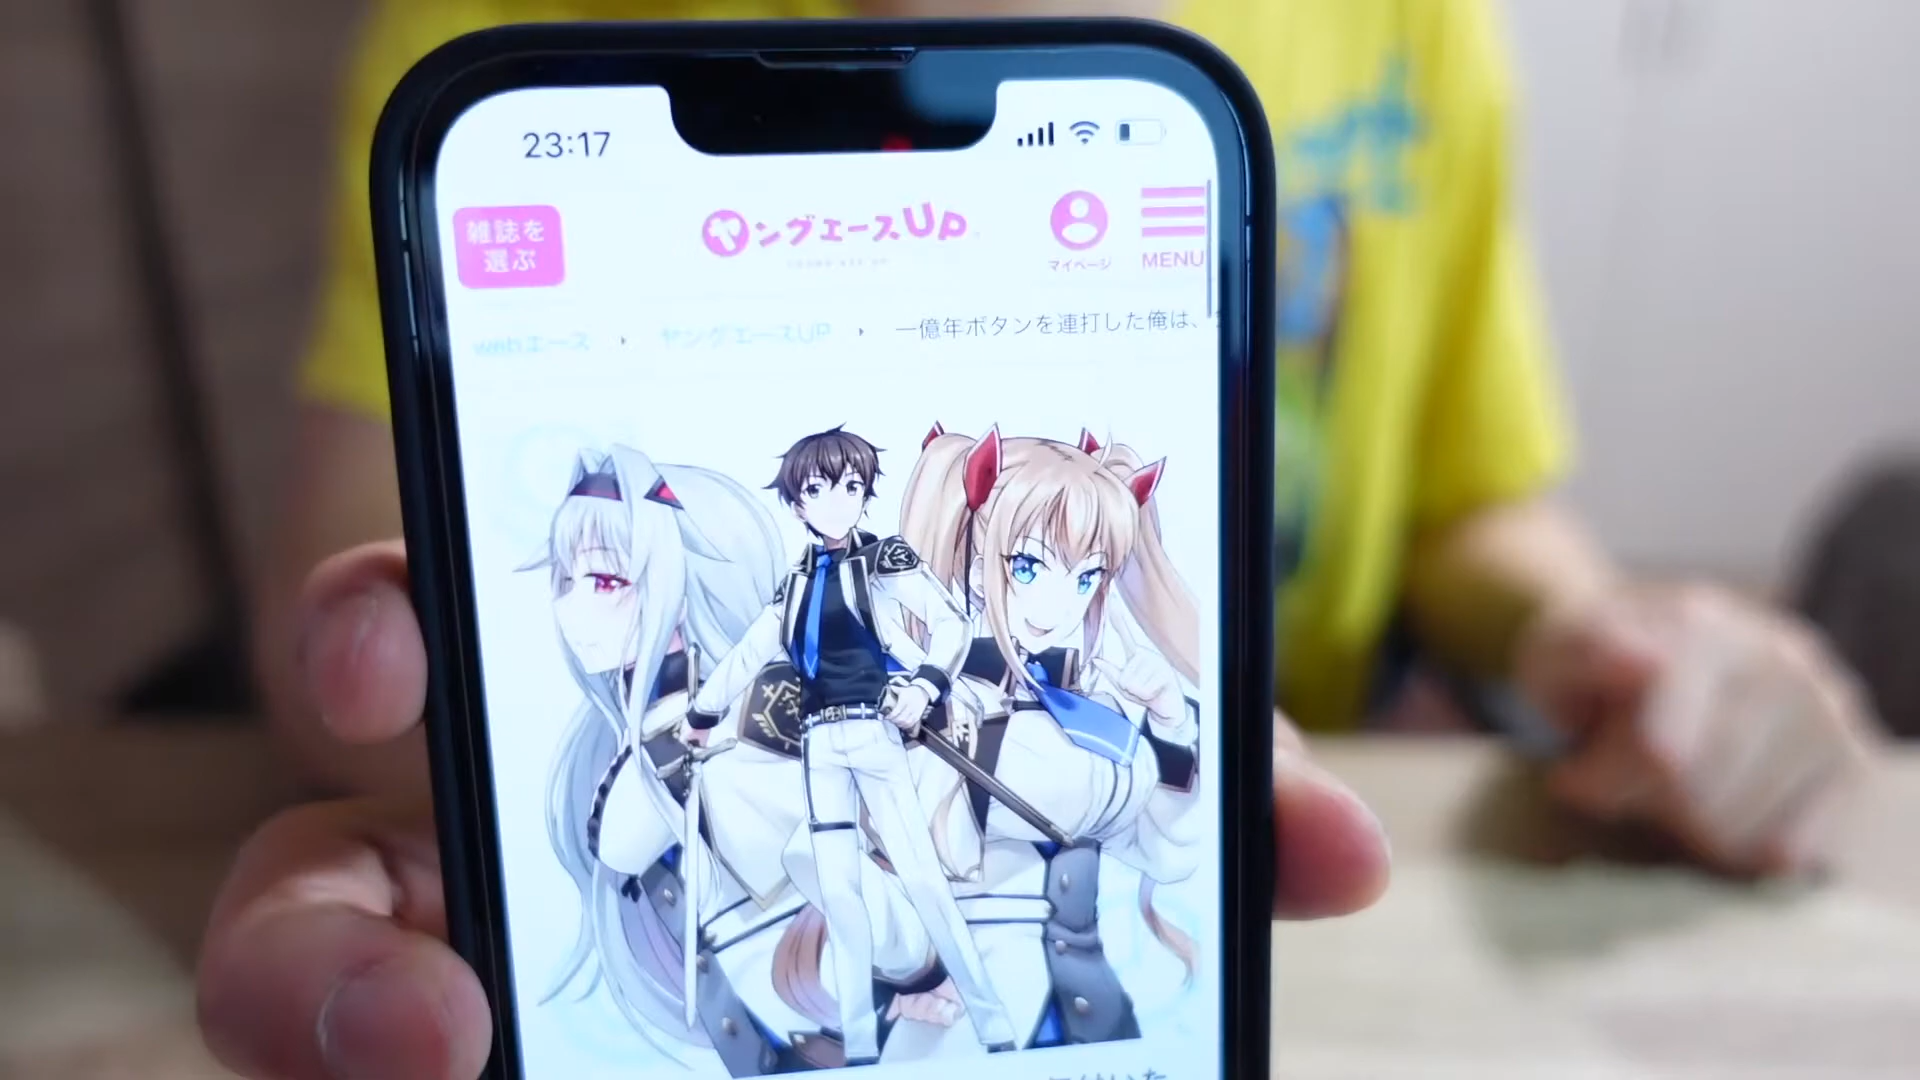 23:17
雑誌を
選ぶ
ヤングエースUP
マイページ
MENU
webエース
ヤングエースUP
一億年ボタンを連打した俺は、